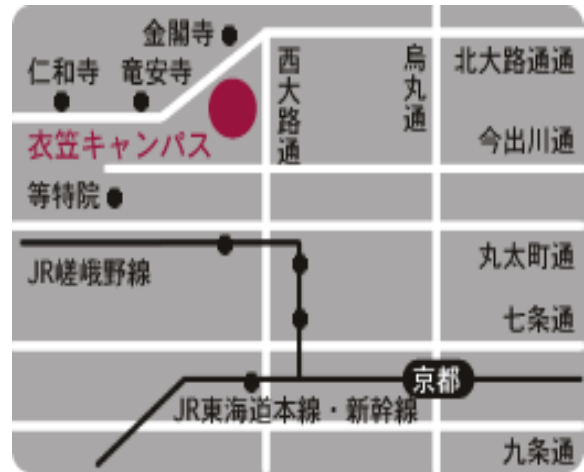 金閣寺
仁和寺 竜安寺
西大路通
烏丸通
北大路通通
衣笠キャンパス
今出川通
等特院
丸太町通
JR嵯峨野線
七条通
京都
JR東海道本線・新幹線
九条通